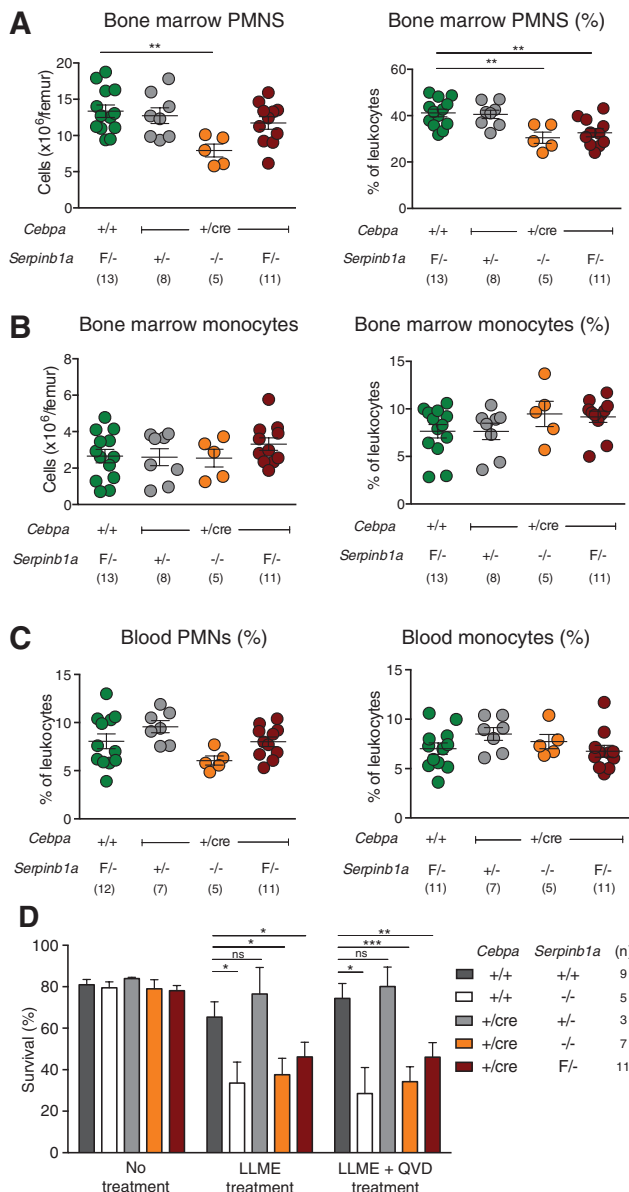 A
Bone marrow PMNS
Bone marrow PMNS (%)
Cells (x10⁶/femur)
20
15
10
5
0
**
% of leukocytes
60
40
20
0
**
**
Cebpa +/+ +/cre
Serpinb1a F/- +/- -/- F/-
(13) (8) (5) (11)
+/+ +/cre
F/- +/- -/- F/-
(13) (8) (5) (11)
B
Bone marrow monocytes
Bone marrow monocytes (%)
Cells (x10⁶/femur)
8
6
4
2
0
% of leukocytes
15
10
5
0
Cebpa +/+ +/cre
Serpinb1a F/- +/- -/- F/-
(13) (8) (5) (11)
+/+ +/cre
F/- +/- -/- F/-
(13) (8) (5) (11)
C
Blood PMNs (%)
Blood monocytes (%)
% of leukocytes
15
10
5
0
% of leukocytes
15
10
5
0
Cebpa +/+ +/cre
Serpinb1a F/- +/- -/- F/-
(12) (7) (5) (11)
+/+ +/cre
F/- +/- -/- F/-
(11) (7) (5) (11)
D
Survival (%)
100
80
60
40
20
0
*
*
ns
*
**
***
ns
*
No treatment
LLME treatment
LLME + QVD treatment
Cebpa Serpinb1a (n)
+/+ +/+ 9
+/+ -/- 5
+/cre +/- 3
+/cre -/- 7
+/cre F/- 11